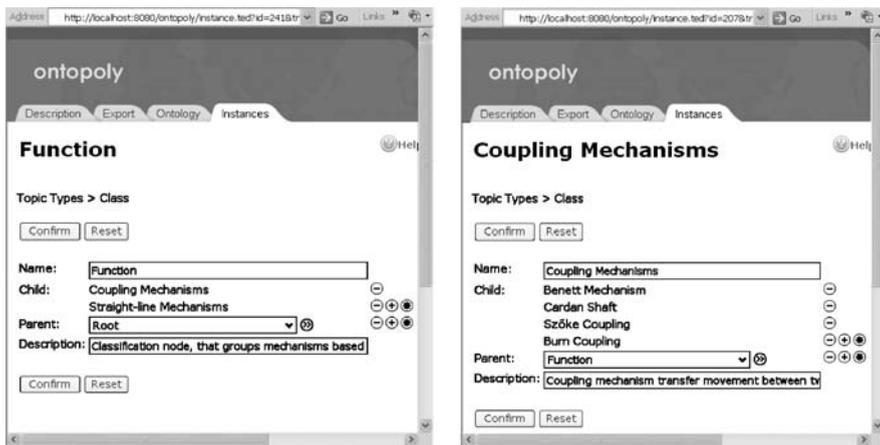 Address http://localhost:8080/ontopoly/instance.ted?id=241&tr Go Links »
ontopoly
Description Export Ontology Instances
Function
Help
Topic Types > Class
Confirm Reset
Name: Function
Child: Coupling Mechanisms
Straight-line Mechanisms
Parent: Root
Description: Classification node, that groups mechanisms based
Confirm Reset
Address http://localhost:8080/ontopoly/instance.ted?id=207&tr Go Links »
ontopoly
Description Export Ontology Instances
Coupling Mechanisms
Help
Topic Types > Class
Confirm Reset
Name: Coupling Mechanisms
Child: Benett Mechanism
Cardan Shaft
Szőke Coupling
Burn Coupling
Parent: Function
Description: Coupling mechanism transfer movement between tw
Confirm Reset